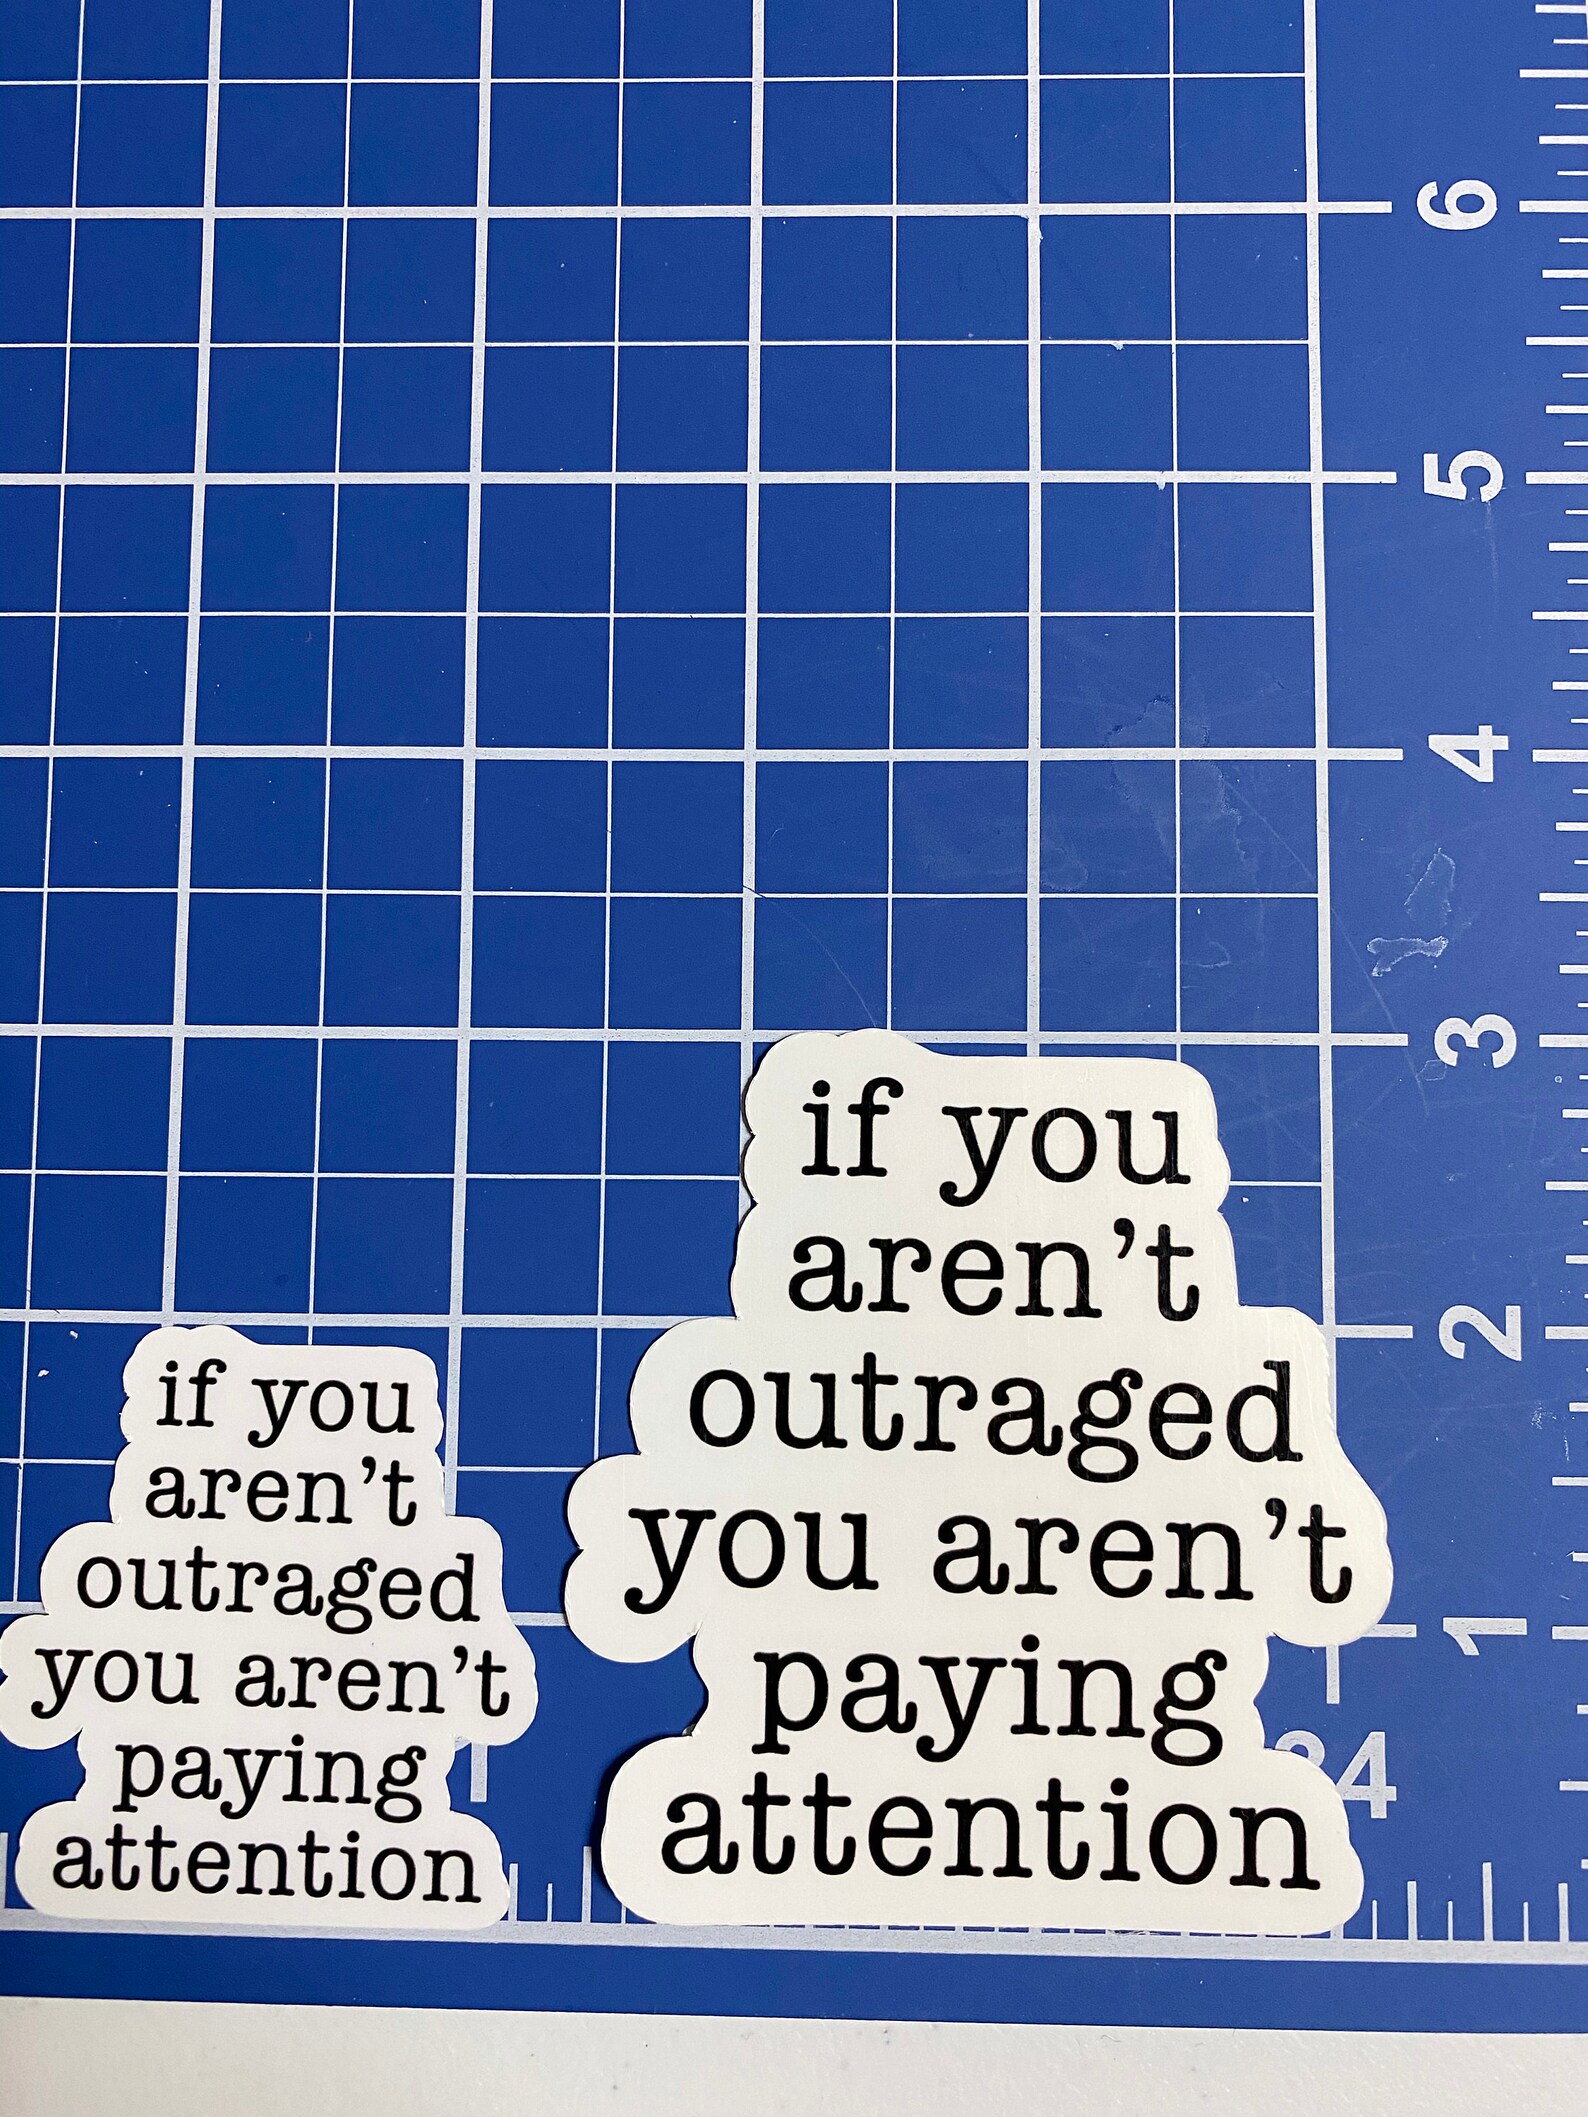 6
5
4
3
2
1
24
if you
aren’t
outraged
you aren’t
paying
attention
if you
aren’t
outraged
you aren’t
paying
attention